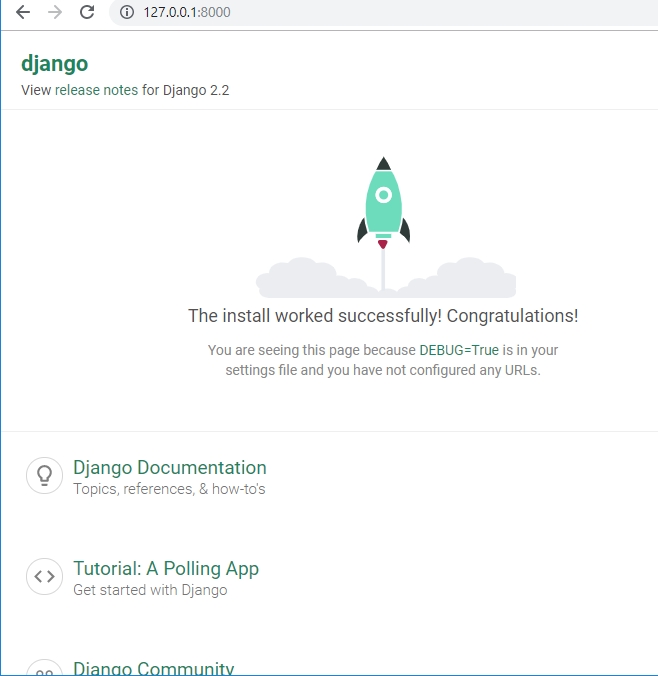 127.0.0.1:8000
django
View release notes for Django 2.2
The install worked successfully! Congratulations!
You are seeing this page because DEBUG=True is in your
settings file and you have not configured any URLs.
Django Documentation
Topics, references, & how-to's
Tutorial: A Polling App
Get started with Django
Django Community